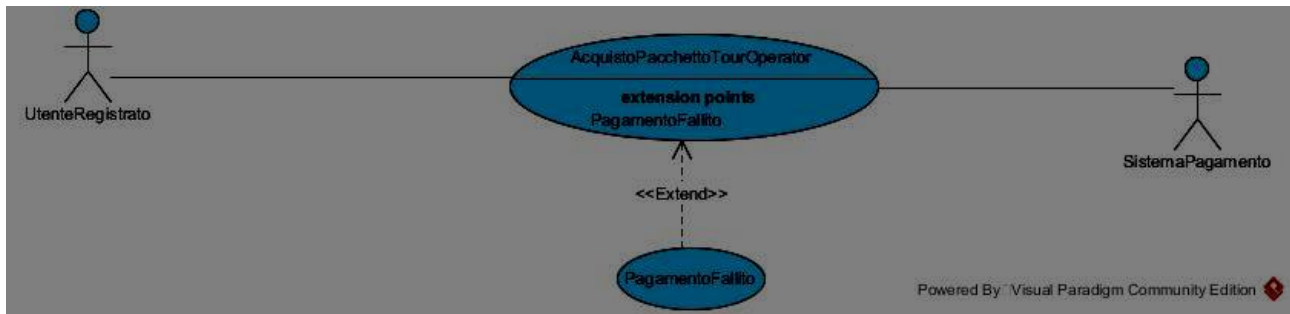 AcquistoPacchettoTourOperator
extension points
PagamentoFallito
UtenteRegistrato
SistemaPagamento
<<Extend>>
PagamentoFallito
Powered By Visual Paradigm Community Edition